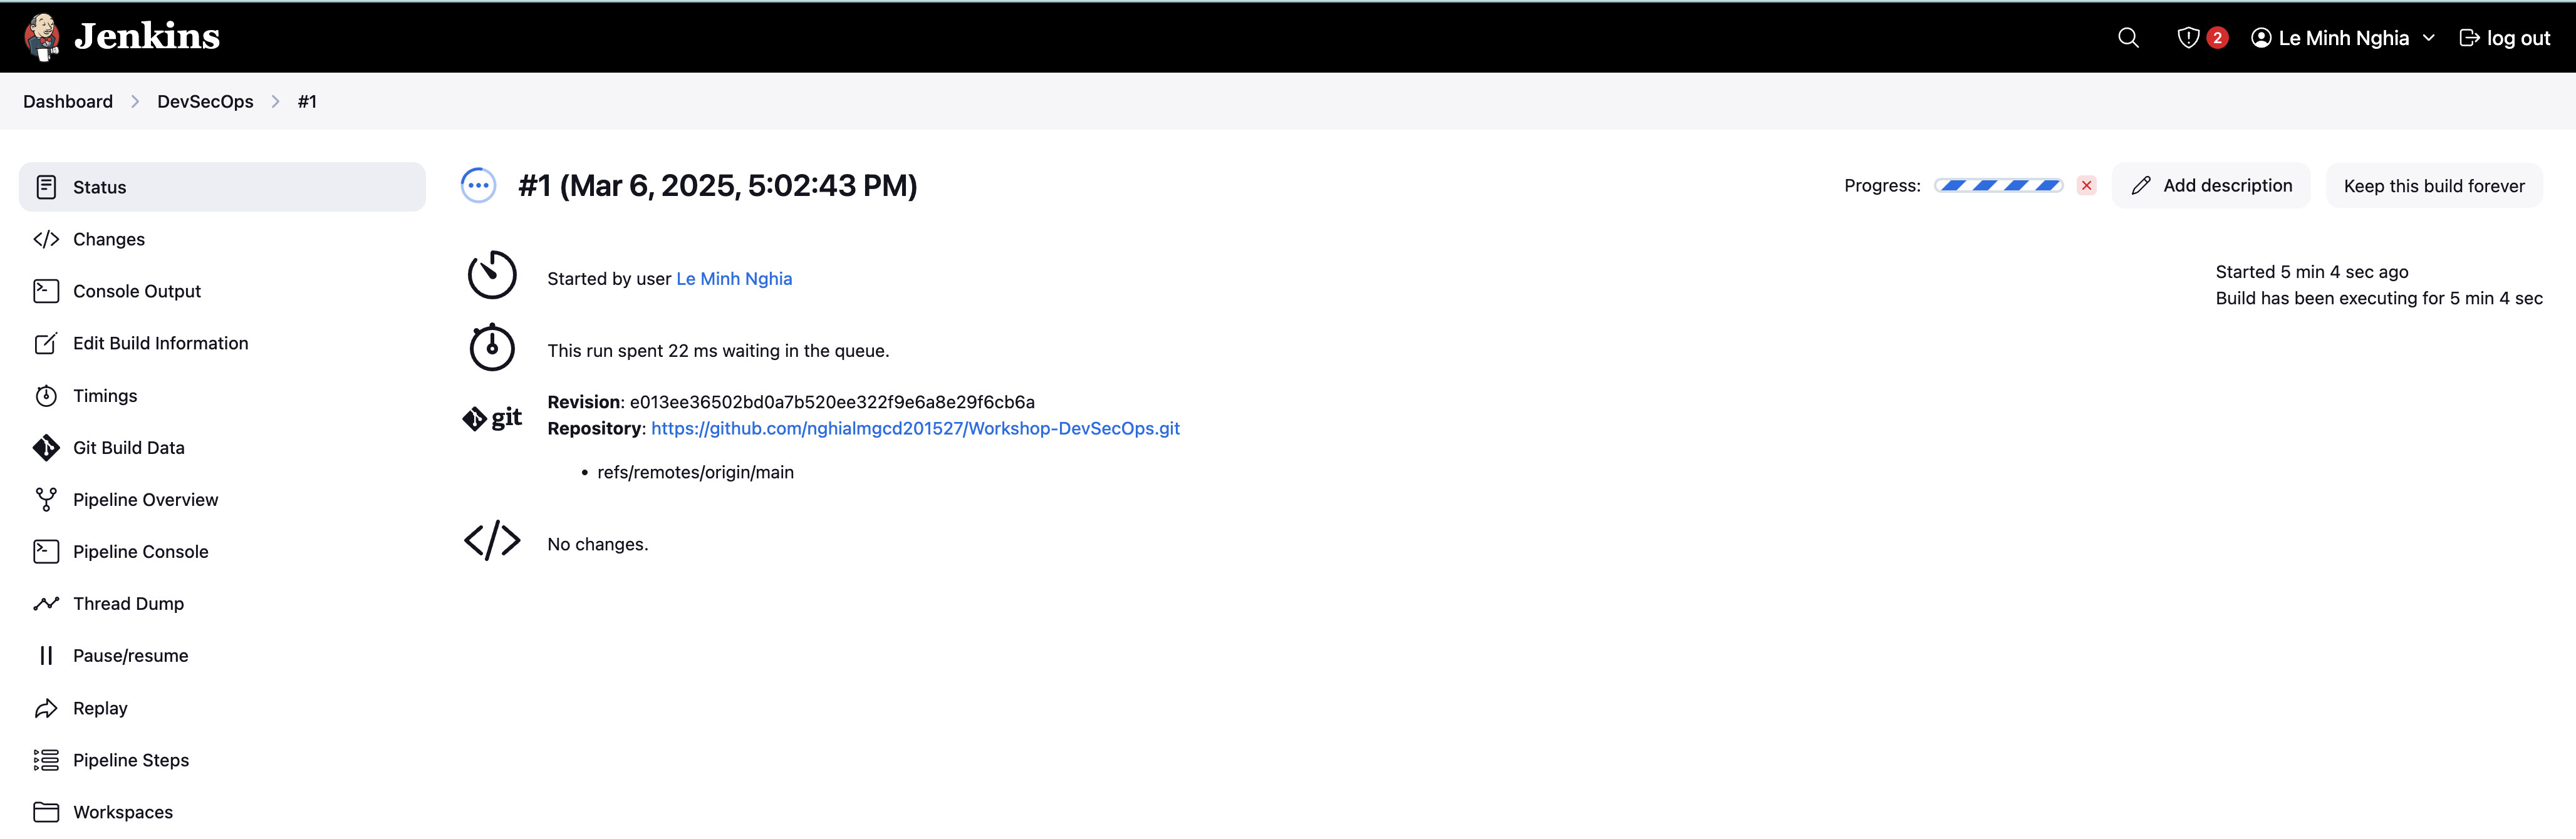 Jenkins
2
Le Minh Nghia
log out
Dashboard
DevSecOps
#1
Status
Changes
Console Output
Edit Build Information
Timings
Git Build Data
Pipeline Overview
Pipeline Console
Thread Dump
Pause/resume
Replay
Pipeline Steps
Workspaces
#1 (Mar 6, 2025, 5:02:43 PM)
Progress:
Add description
Keep this build forever
Started by user Le Minh Nghia
Started 5 min 4 sec ago
Build has been executing for 5 min 4 sec
This run spent 22 ms waiting in the queue.
git
Revision: e013ee36502bd0a7b520ee322f9e6a8e29f6cb6a
Repository: https://github.com/nghialmgcd201527/Workshop-DevSecOps.git
• refs/remotes/origin/main
No changes.